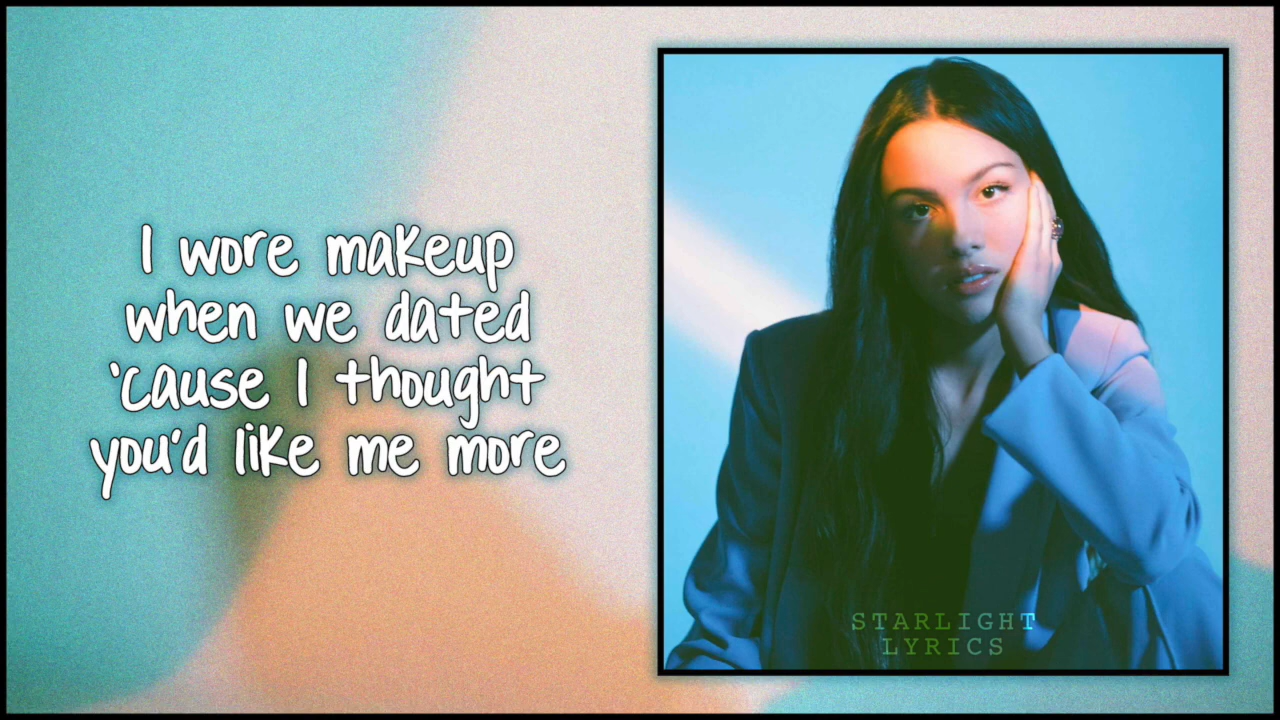 I wore makeup
when we dated
'cause I thought
you'd like me more
STARLIGHT
LYRICS